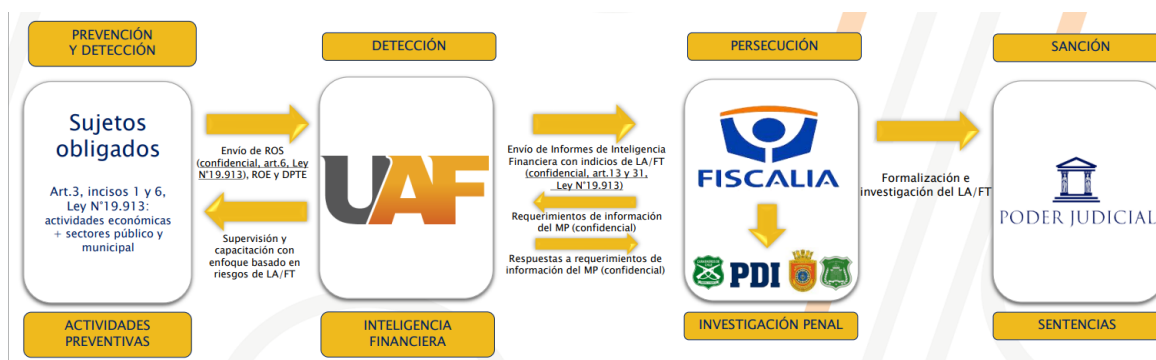 PREVENCIÓN
Y DETECCIÓN
DETECCIÓN
PERSECUCIÓN
SANCIÓN
Sujetos
obligados
Art.3, incisos 1 y 6,
Ley N°19.913:
actividades económicas
+ sectores público y
municipal
Envío de ROS
(confidencial, art.6, Ley
N°19.913), ROE y DPTE
Supervisión y
capacitación con
enfoque basado en
riesgos de LA/FT
UAF
Envío de Informes de Inteligencia
Financiera con indicios de LA/FT
(confidencial, art.13 y 31,
Ley N°19.913)
Requerimientos de información
del MP (confidencial)
Respuestas a requerimientos de
información del MP (confidencial)
FISCALIA
PDI
Formalización e
investigación del LA/FT
PODER JUDICIAL
ACTIVIDADES
PREVENTIVAS
INTELIGENCIA
FINANCIERA
INVESTIGACIÓN PENAL
SENTENCIAS